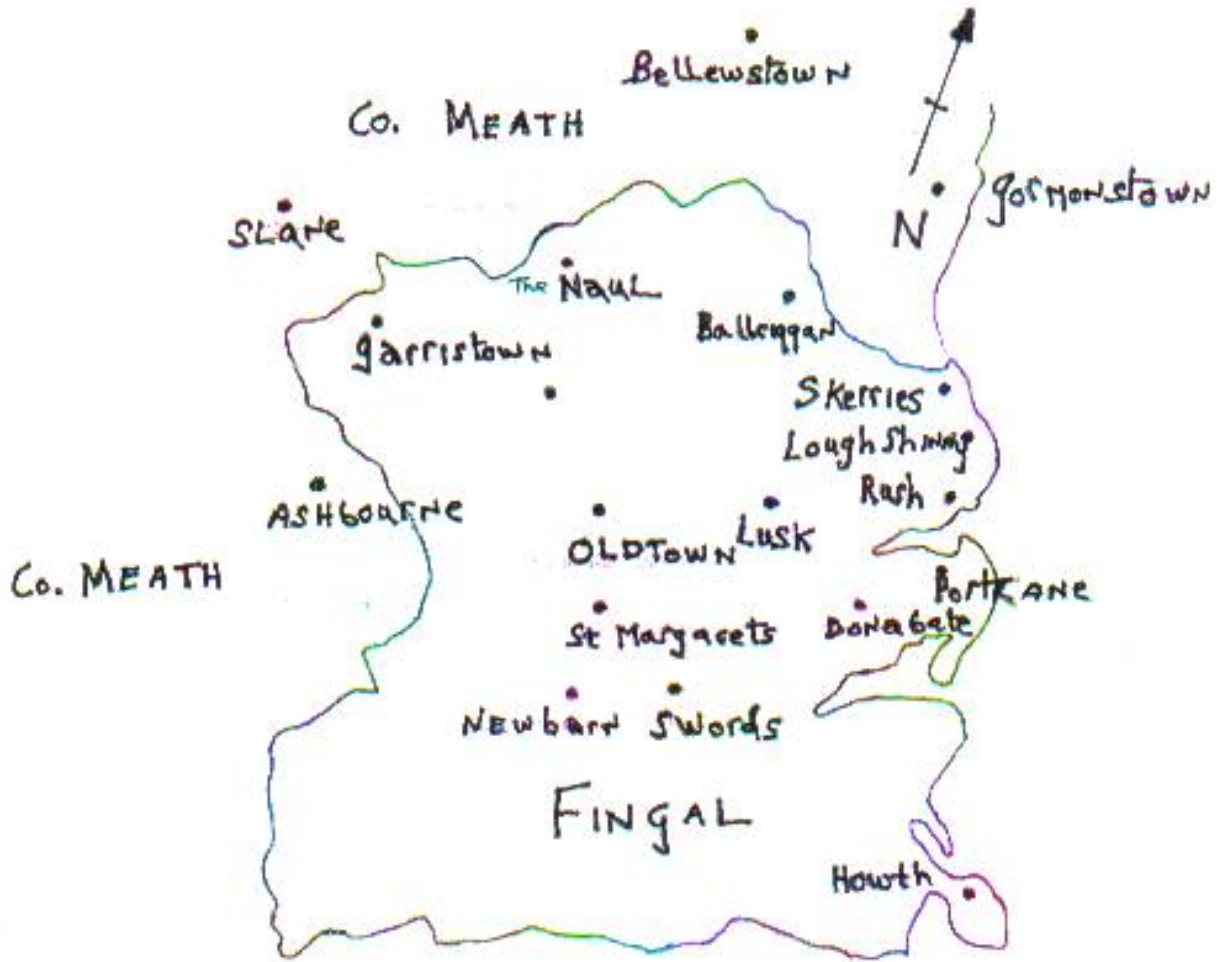 Bellewstown
Co. MEATH
gormonstown
N
SLANE
The NAUL
Balleqqan
garristown
Skerries
LoughShinny
Rush
ASHbourNe
OLDTOWN
LUSK
Co. MEATH
PortRANe
St Margarets
DoNabate
NEWbarn
Swords
FINGAL
Howth